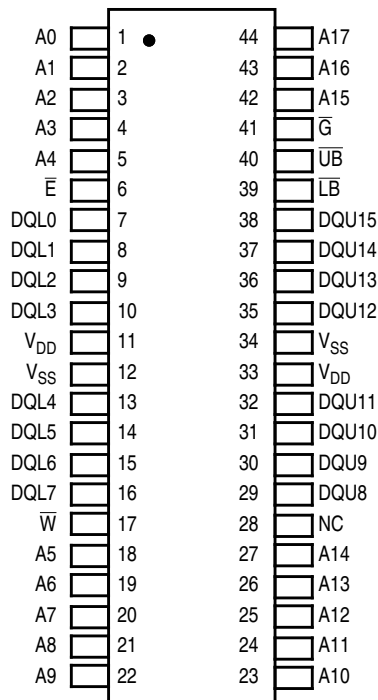 A0 1 44 A17
A1 2 43 A16
A2 3 42 A15
A3 4 41 G̅
A4 5 40 U̅B̅
E̅ 6 39 L̅B̅
DQL0 7 38 DQU15
DQL1 8 37 DQU14
DQL2 9 36 DQU13
DQL3 10 35 DQU12
VDD 11 34 VSS
VSS 12 33 VDD
DQL4 13 32 DQU11
DQL5 14 31 DQU10
DQL6 15 30 DQU9
DQL7 16 29 DQU8
W̅ 17 28 NC
A5 18 27 A14
A6 19 26 A13
A7 20 25 A12
A8 21 24 A11
A9 22 23 A10